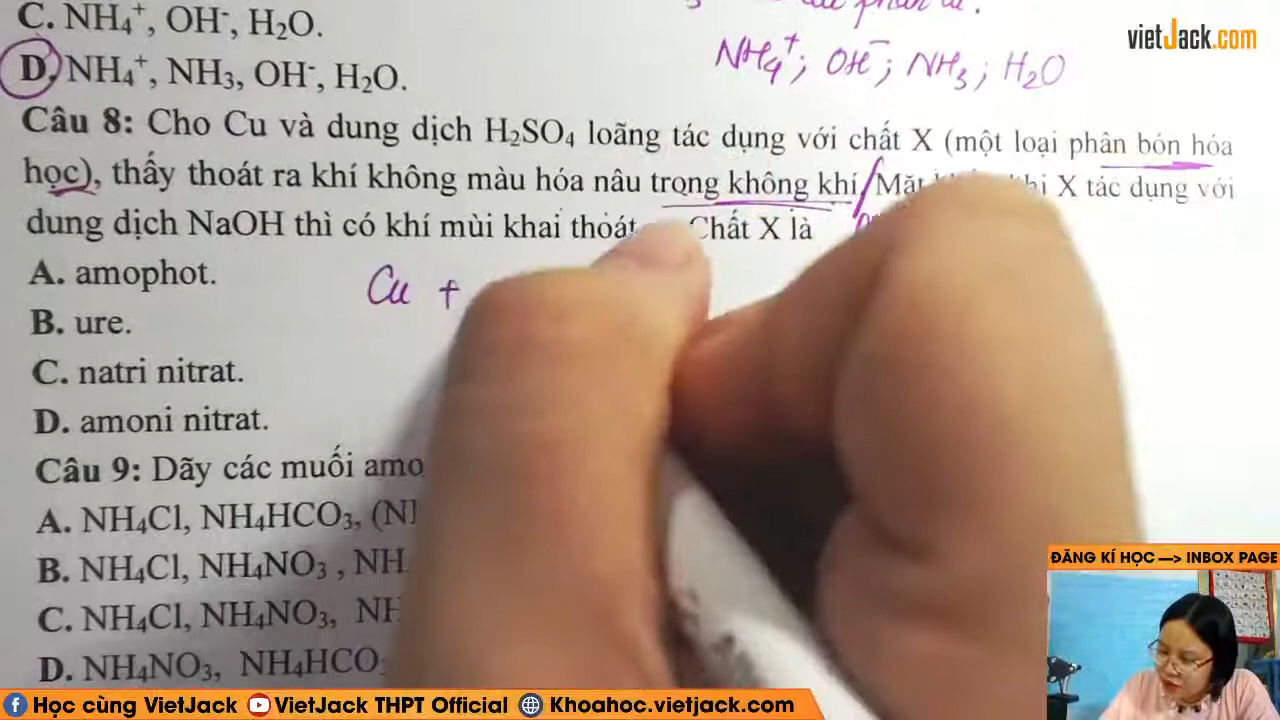 C. NH₄⁺, OH⁻, H₂O.
vietJack.com
NH₄⁺; OH⁻; NH₃; H₂O
D. NH₄⁺, NH₃, OH⁻, H₂O.
Câu 8: Cho Cu và dung dịch H₂SO₄ loãng tác dụng với chất X (một loại phân bón hóa
học), thấy thoát ra khí không màu hóa nâu trong không khí. X tác dụng với
dung dịch NaOH thì có khí mùi khai thoát Chất X là
A. amophot.
Cu +
B. ure.
C. natri nitrat.
D. amoni nitrat.
Câu 9: Dãy các muối amo
A. NH₄Cl, NH₄HCO₃,
B. NH₄Cl, NH₄NO₃ , NH
C. NH₄Cl, NH₄NO₃, NH
D. NH₄NO₃, NH₄HCO
ĐĂNG KÍ HỌC —> INBOX PAGE
Học cùng VietJack VietJack THPT Official Khoahoc.vietjack.com